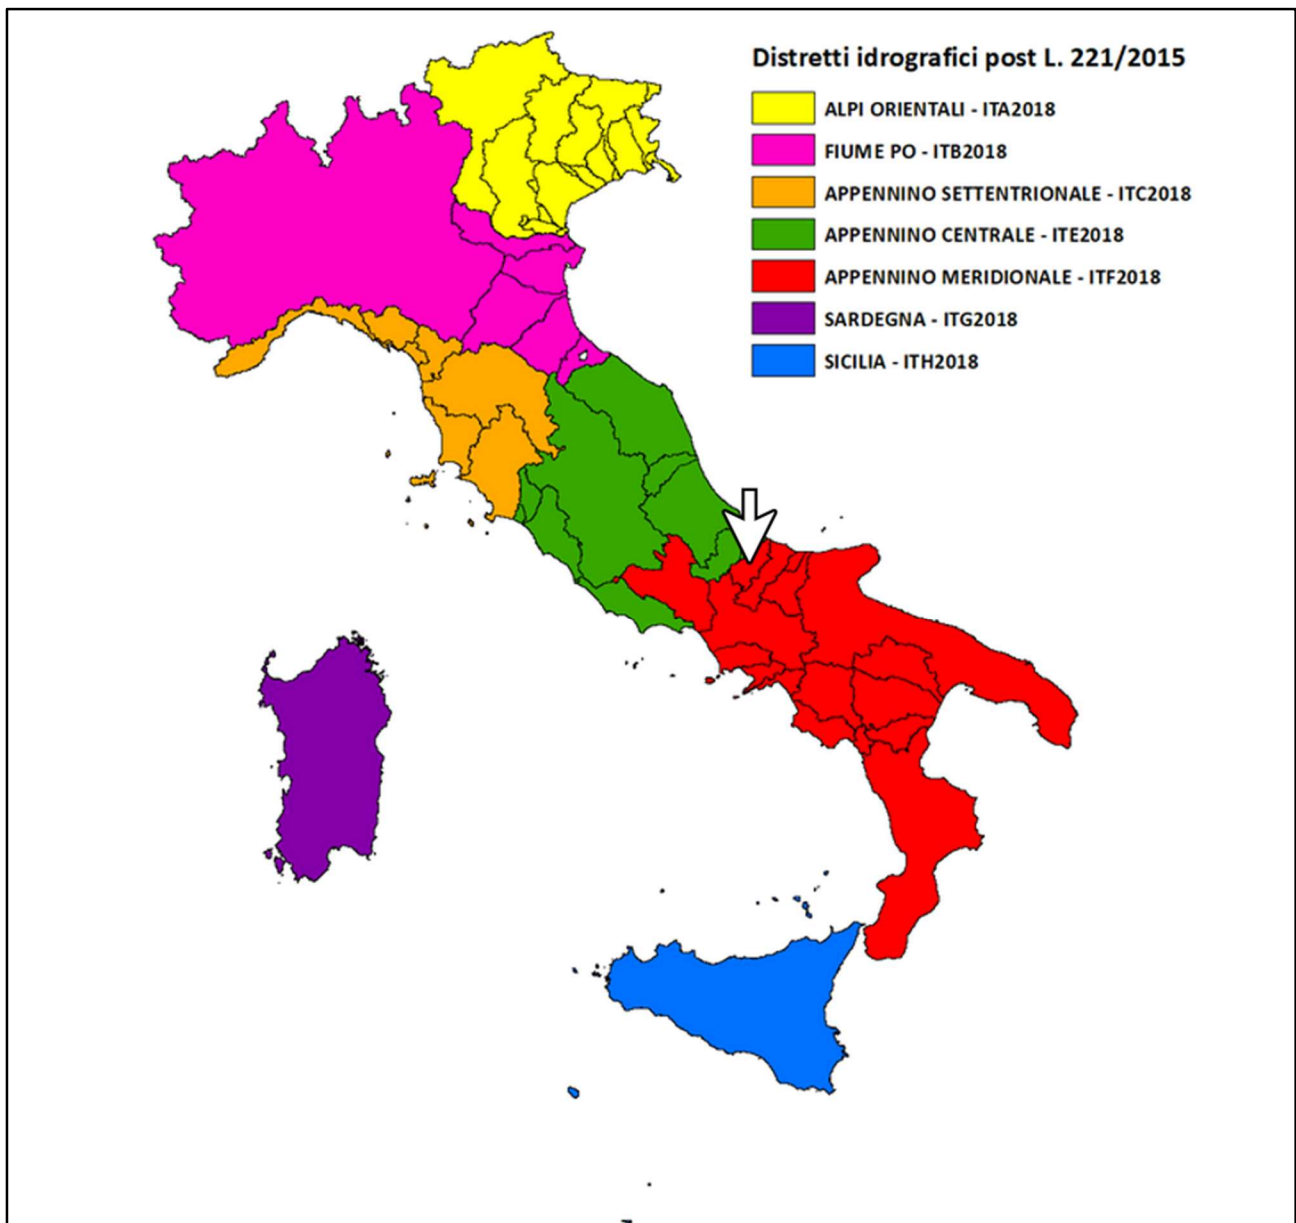 Distretti idrografici post L. 221/2015
ALPI ORIENTALI - ITA2018
FIUME PO - ITB2018
APPENNINO SETTENTRIONALE - ITC2018
APPENNINO CENTRALE - ITE2018
APPENNINO MERIDIONALE - ITF2018
SARDEGNA - ITG2018
SICILIA - ITH2018